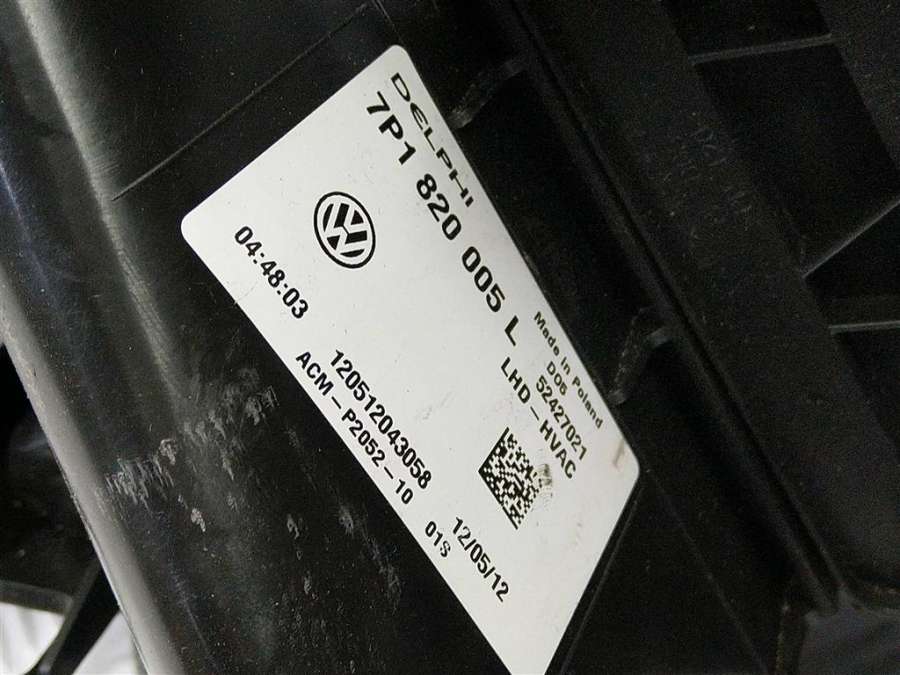 DELPHI
7P1 820 005 L
Made in Poland
DOB
52427021
LHD-HVAC
04:48:03
120512043058
ACM-P2052-10
12/05/12
01S